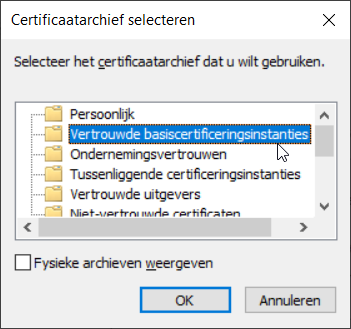 Certificaatarchief selecteren
Selecteer het certificaatarchief dat u wilt gebruiken.
Persoonlijk
Vertrouwde basiscertificeringsinstanties
Ondernemingsvertrouwen
Tussenliggende certificeringsinstanties
Vertrouwde uitgevers
Niet-vertrouwde certificaten
Fysieke archieven weergeven
OK
Annuleren